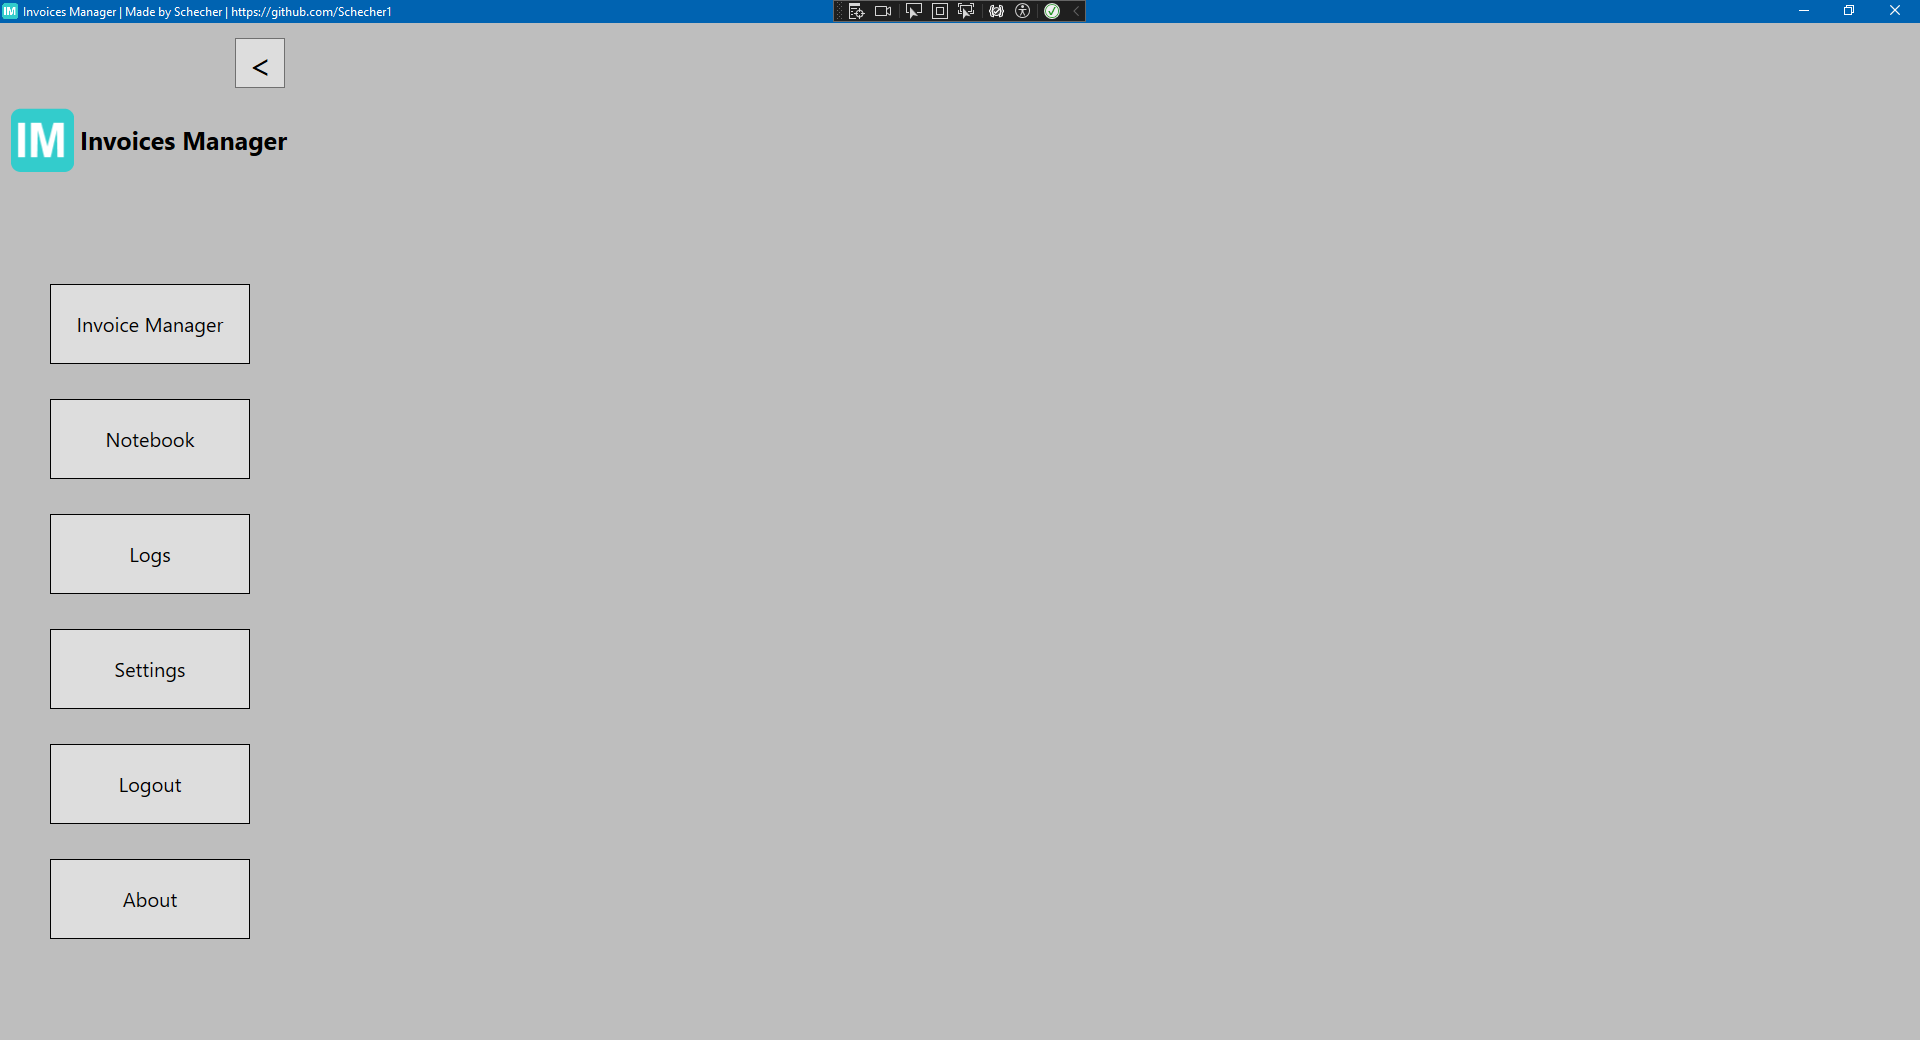 IM Invoices Manager | Made by Schecher | https://github.com/Schecher1
<
IM Invoices Manager
Invoice Manager
Notebook
Logs
Settings
Logout
About